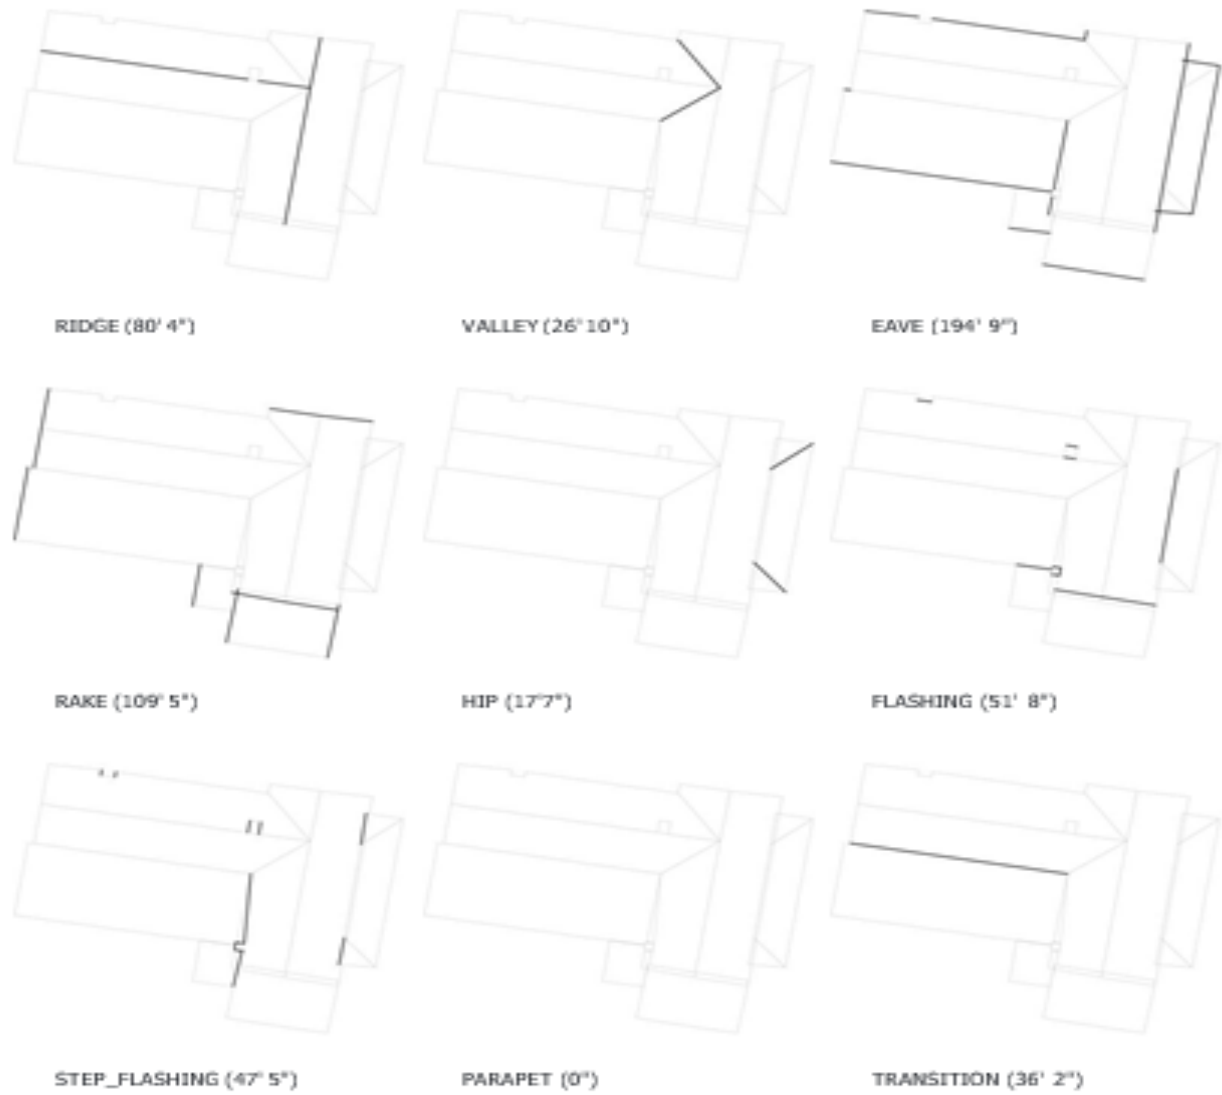 RIDGE (80' 4")
VALLEY (26' 10")
EAVE (194' 9")
RAKE (109' 5")
HIP (17'7")
FLASHING (51' 8")
STEP_FLASHING (47' 5")
PARAPET (0")
TRANSITION (36' 2")